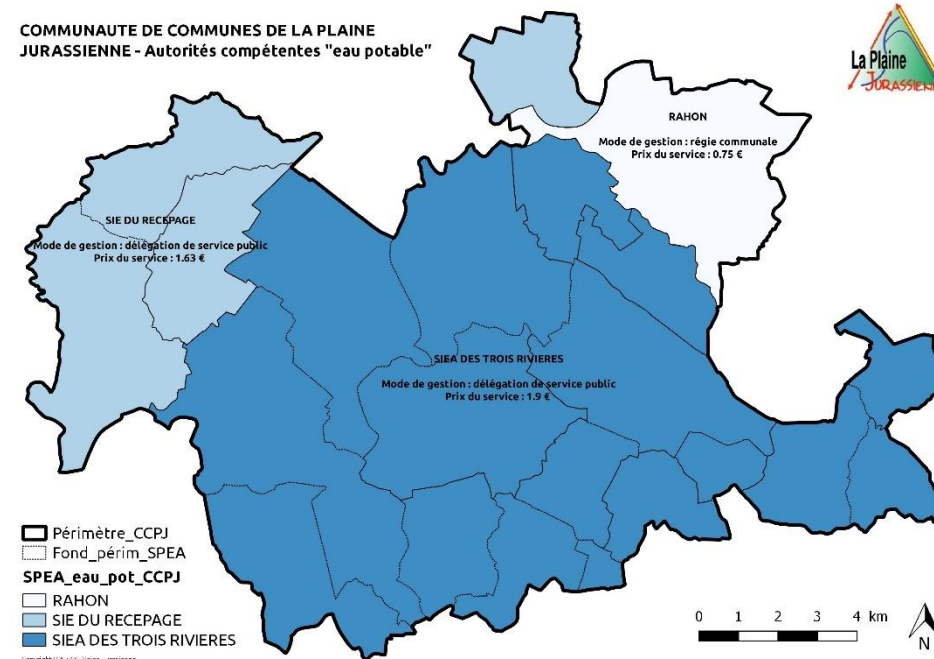 COMMUNAUTE DE COMMUNES DE LA PLAINE
JURASSIENNE - Autorités compétentes "eau potable"
La Plaine
JURASSIENNE
RAHON
Mode de gestion : régie communale
Prix du service : 0.75 €
SIE DU RECEPAGE
Mode de gestion : délégation de service public
Prix du service : 1.63 €
SIEA DES TROIS RIVIERES
Mode de gestion : délégation de service public
Prix du service : 1.9 €
Périmètre_CCPJ
Fond_périm_SPEA
SPEA_eau_pot_CCPJ
RAHON
SIE DU RECEPAGE
SIEA DES TROIS RIVIERES
0 1 2 3 4 km
N